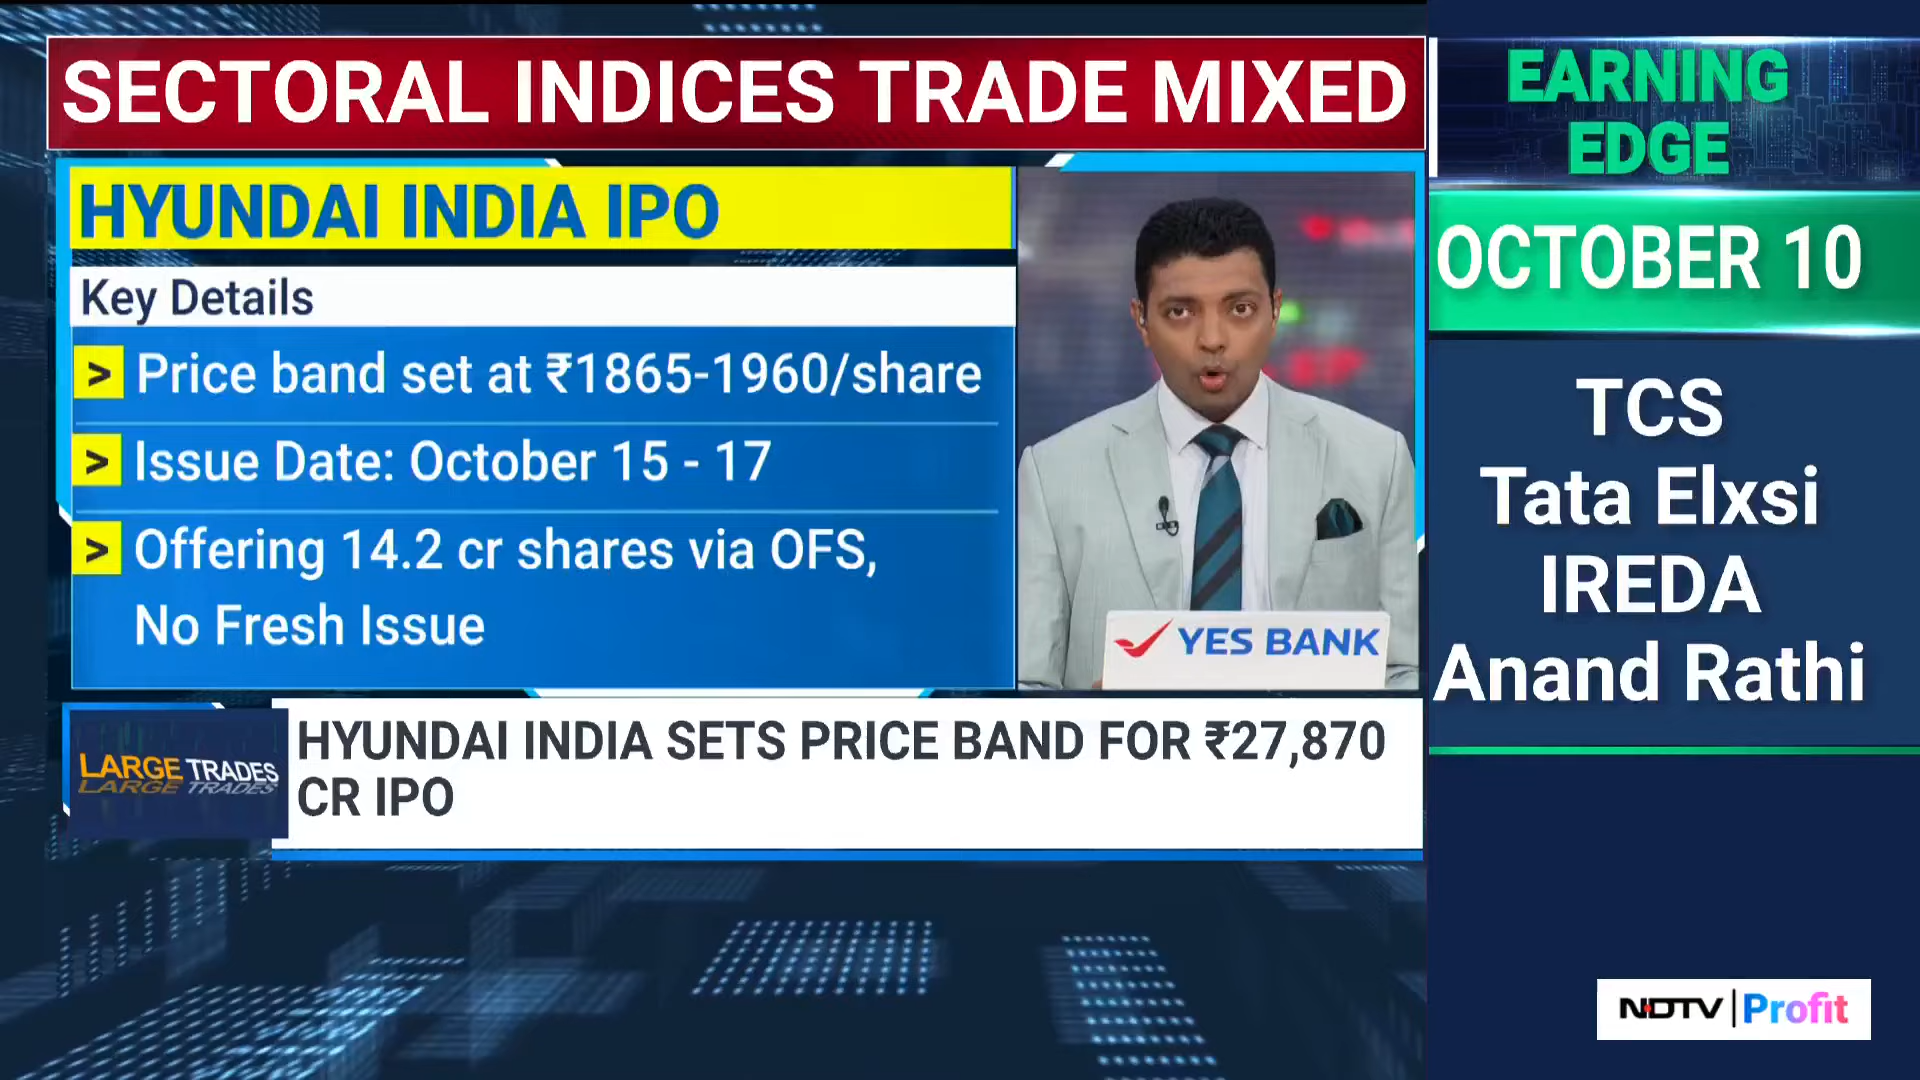 SECTORAL INDICES TRADE MIXED
HYUNDAI INDIA IPO
Key Details
> Price band set at ₹1865-1960/share
> Issue Date: October 15 - 17
> Offering 14.2 cr shares via OFS,
No Fresh Issue
YES BANK
LARGE TRADES
HYUNDAI INDIA SETS PRICE BAND FOR ₹27,870
CR IPO
EARNING
EDGE
OCTOBER 10
TCS
Tata Elxsi
IREDA
Anand Rathi
NDTV | Profit